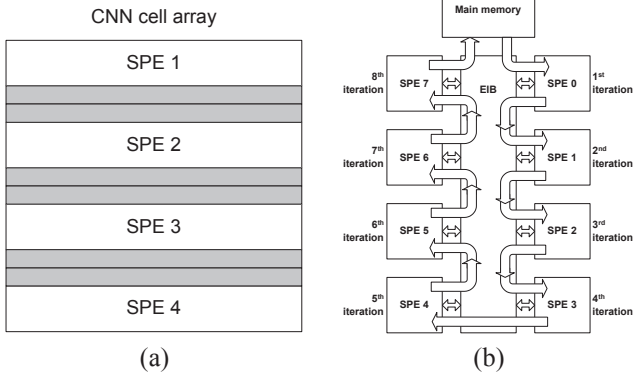 CNN cell array
SPE 1
SPE 2
SPE 3
SPE 4
(a)
Main memory
EIB
8th
iteration
SPE 7
SPE 0
1st
iteration
7th
iteration
SPE 6
SPE 1
2nd
iteration
6th
iteration
SPE 5
SPE 2
3rd
iteration
5th
iteration
SPE 4
SPE 3
4th
iteration
(b)